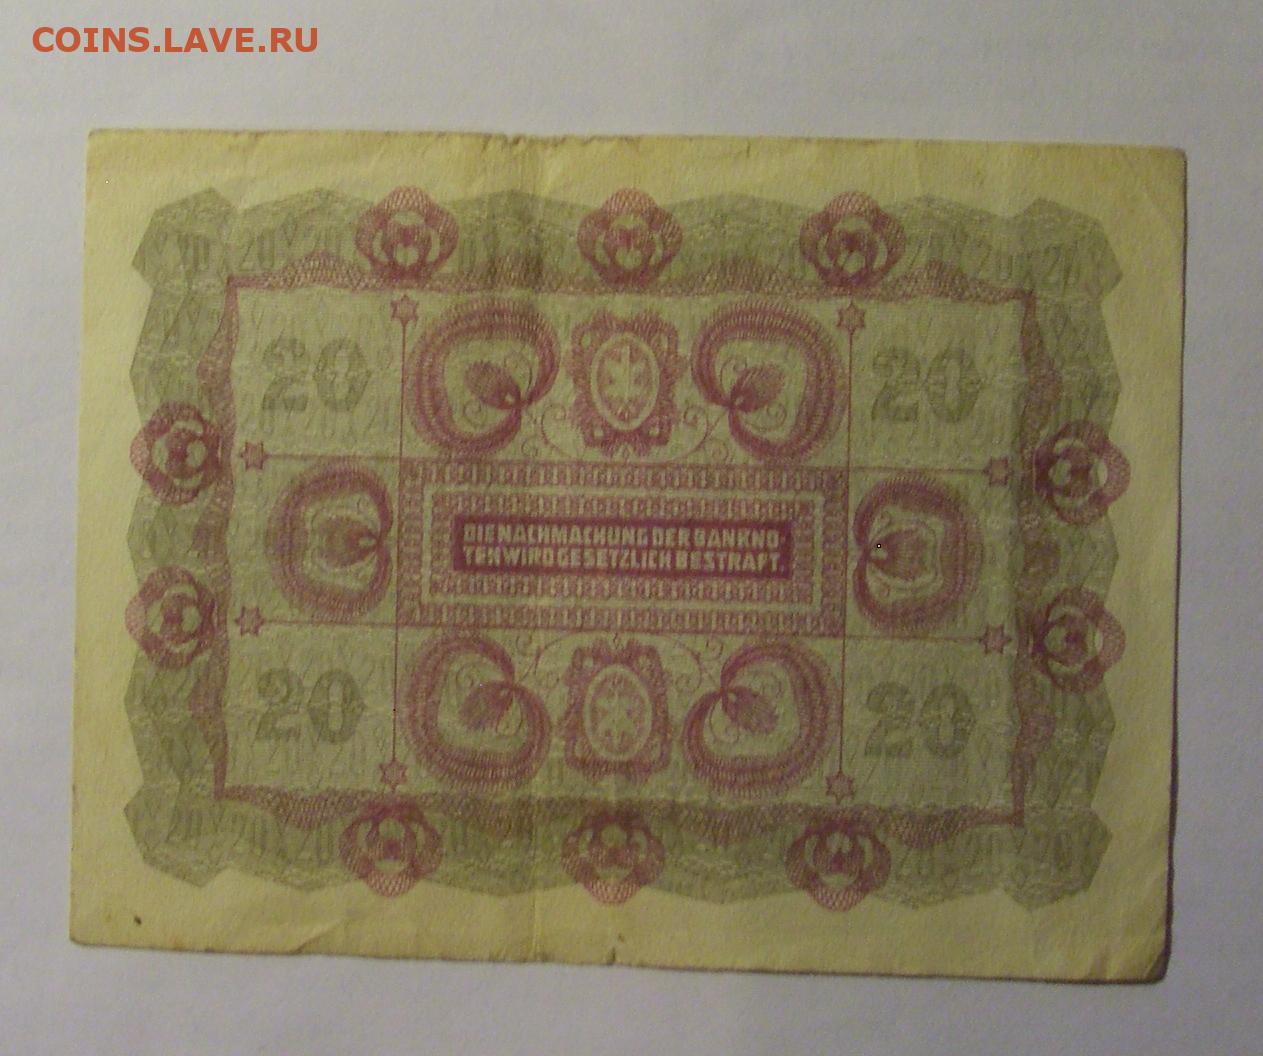 COINS.LAVE.RU
20 20
DIE NACHMACHUNG DER BANKNO-
TEN WIRD GESETZLICH BESTRAFT.
20 20